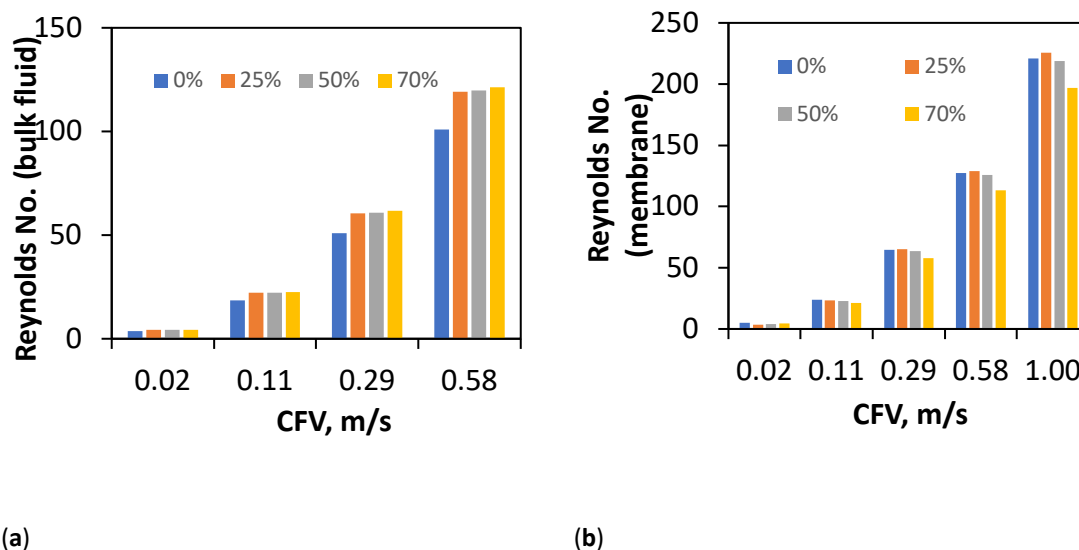 Reynolds No. (bulk fluid)
150
100
50
0
0% 25% 50% 70%
0.02 0.11 0.29 0.58
CFV, m/s
(a)
Reynolds No.
(membrane)
250
200
150
100
50
0
0% 25%
50% 70%
0.02 0.11 0.29 0.58 1.00
CFV, m/s
(b)